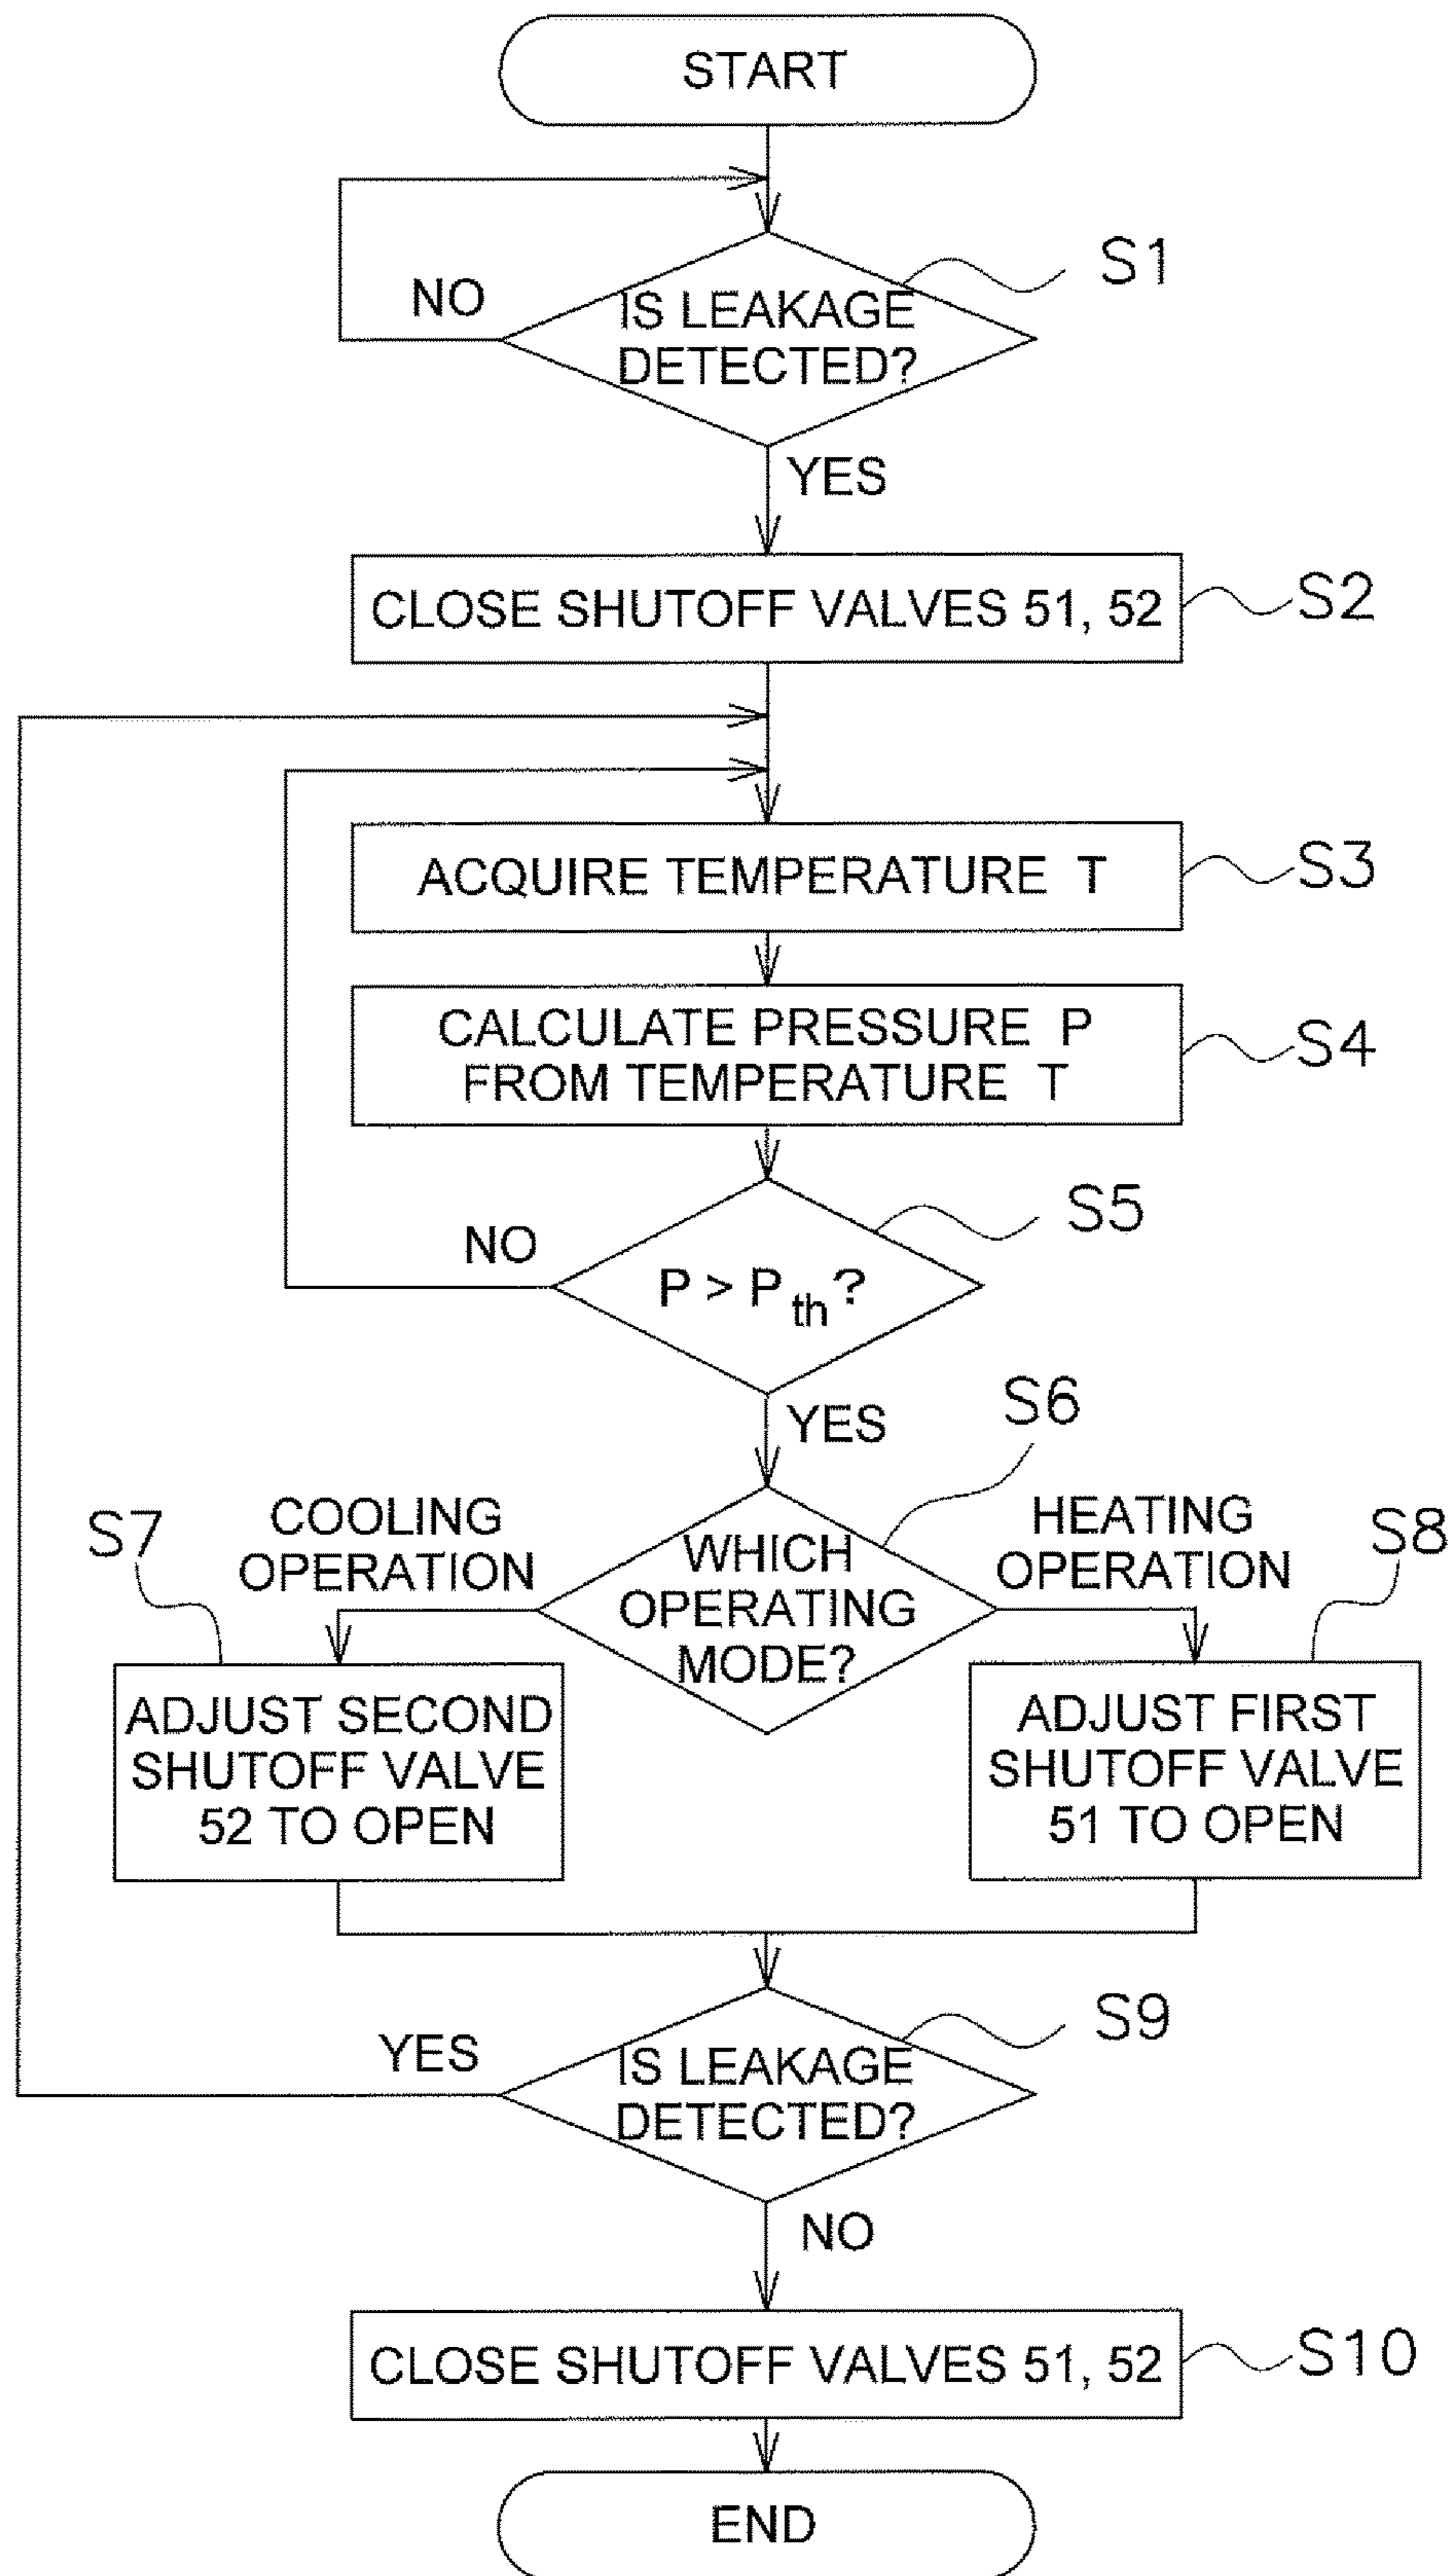 START
S1
NO
IS LEAKAGE
DETECTED?
YES
CLOSE SHUTOFF VALVES 51, 52
S2
ACQUIRE TEMPERATURE T
S3
CALCULATE PRESSURE P
FROM TEMPERATURE T
S4
S5
NO
P > Pth ?
YES
S6
S7
COOLING
OPERATION
WHICH
OPERATING
MODE?
HEATING
OPERATION
S8
ADJUST SECOND
SHUTOFF VALVE
52 TO OPEN
ADJUST FIRST
SHUTOFF VALVE
51 TO OPEN
S9
YES
IS LEAKAGE
DETECTED?
NO
CLOSE SHUTOFF VALVES 51, 52
S10
END